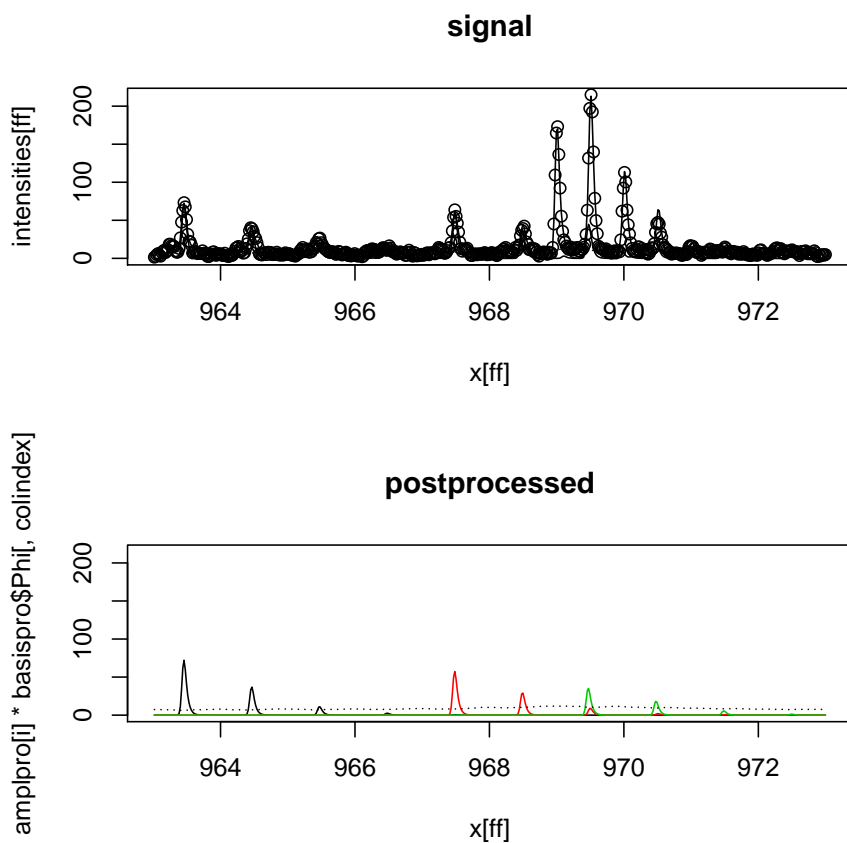 signal
intensities[ff]
200
100
0
964 966 968 970 972
x[ff]
postprocessed
amplpro[i] * basispro$Phi[, colindex]
200
100
0
964 966 968 970 972
x[ff]